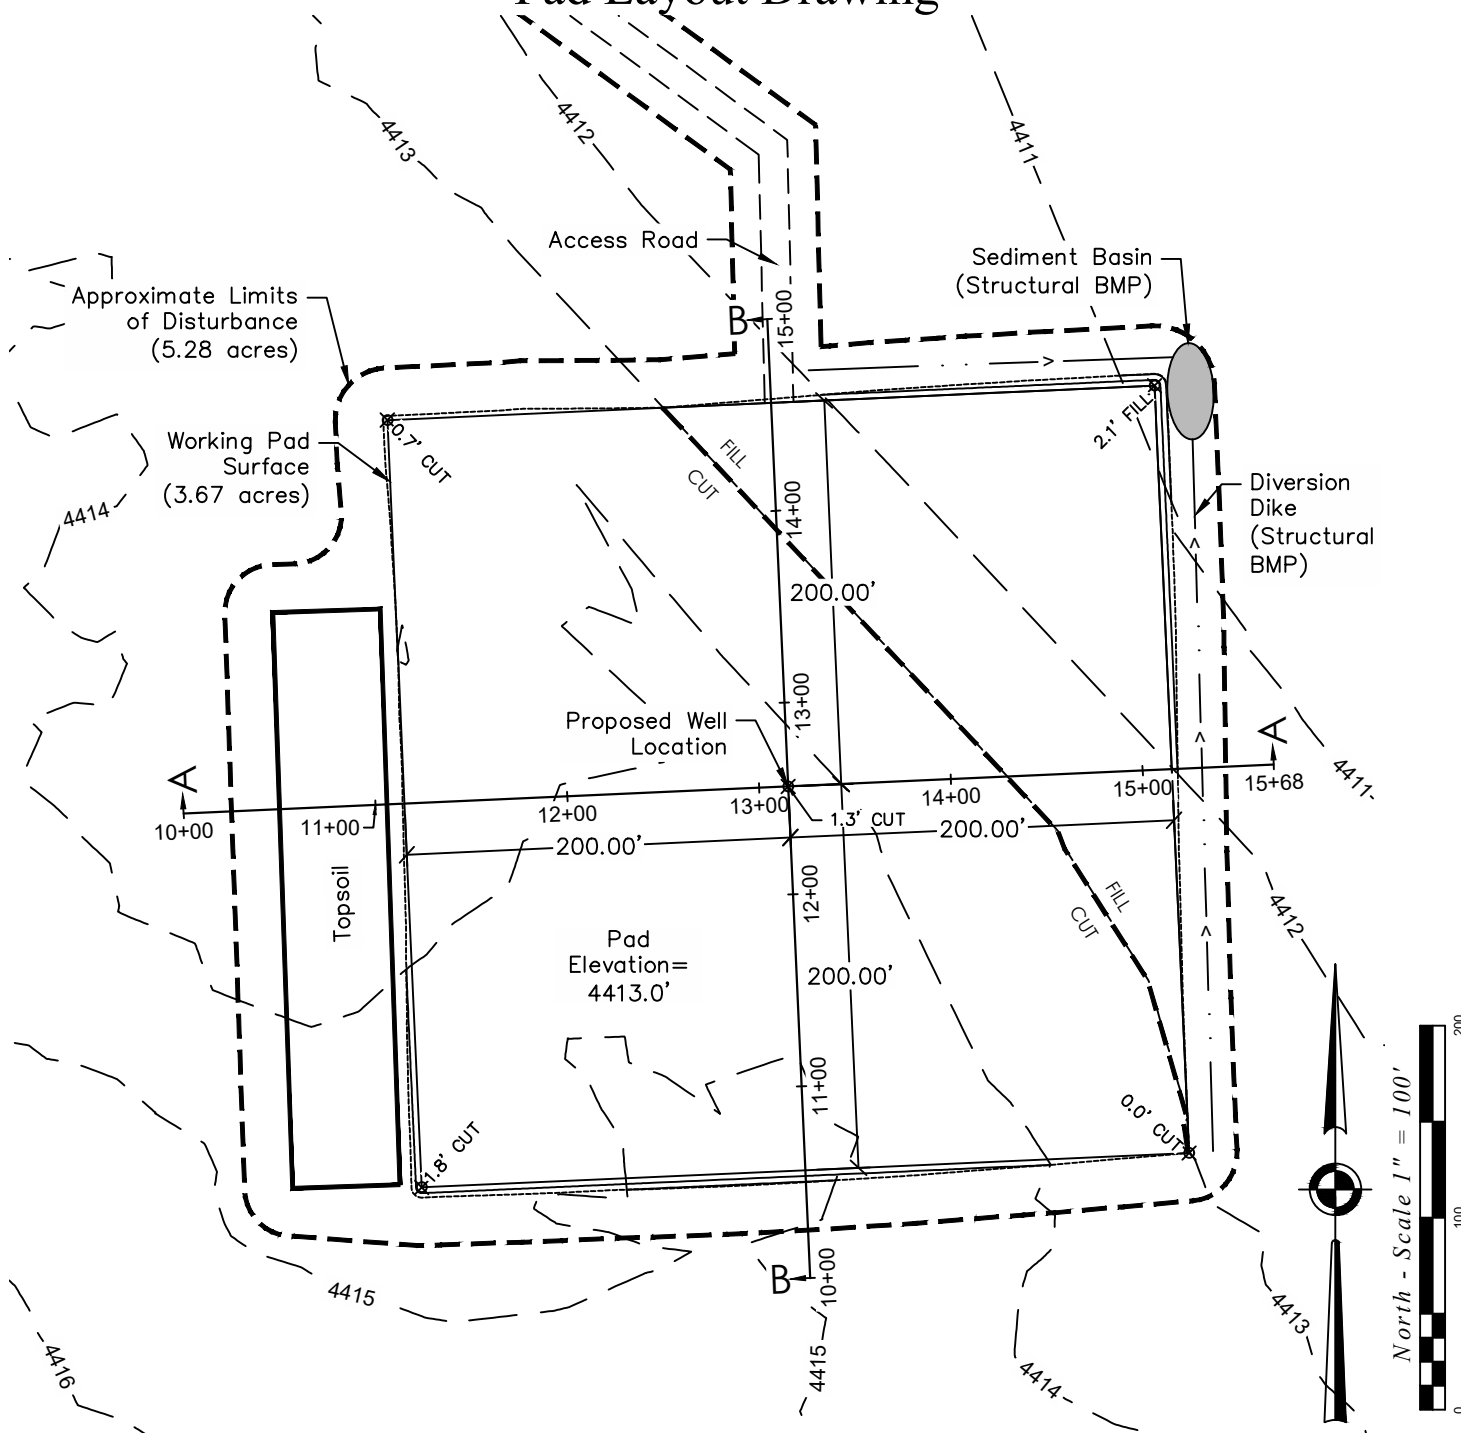 Pad Layout Drawing
4413
4412
4411
Access Road
Sediment Basin
(Structural BMP)
Approximate Limits
of Disturbance
(5.28 acres)
B
15+00
Working Pad
Surface
(3.67 acres)
0.7' CUT
FILL
CUT
2.1' FILL
4414
14+00
Diversion
Dike
(Structural
BMP)
200.00'
13+00
Proposed Well
Location
A
A
10+00
11+00
12+00
13+00
14+00
15+00
15+68
4411
1.3' CUT
200.00'
200.00'
Topsoil
12+00
FILL
CUT
4412
Pad
Elevation=
4413.0'
200.00'
11+00
0.0' CUT
1.8' CUT
B
10+00
4415
4415
4416
4414
4413
North - Scale 1" = 100'
200
100
0